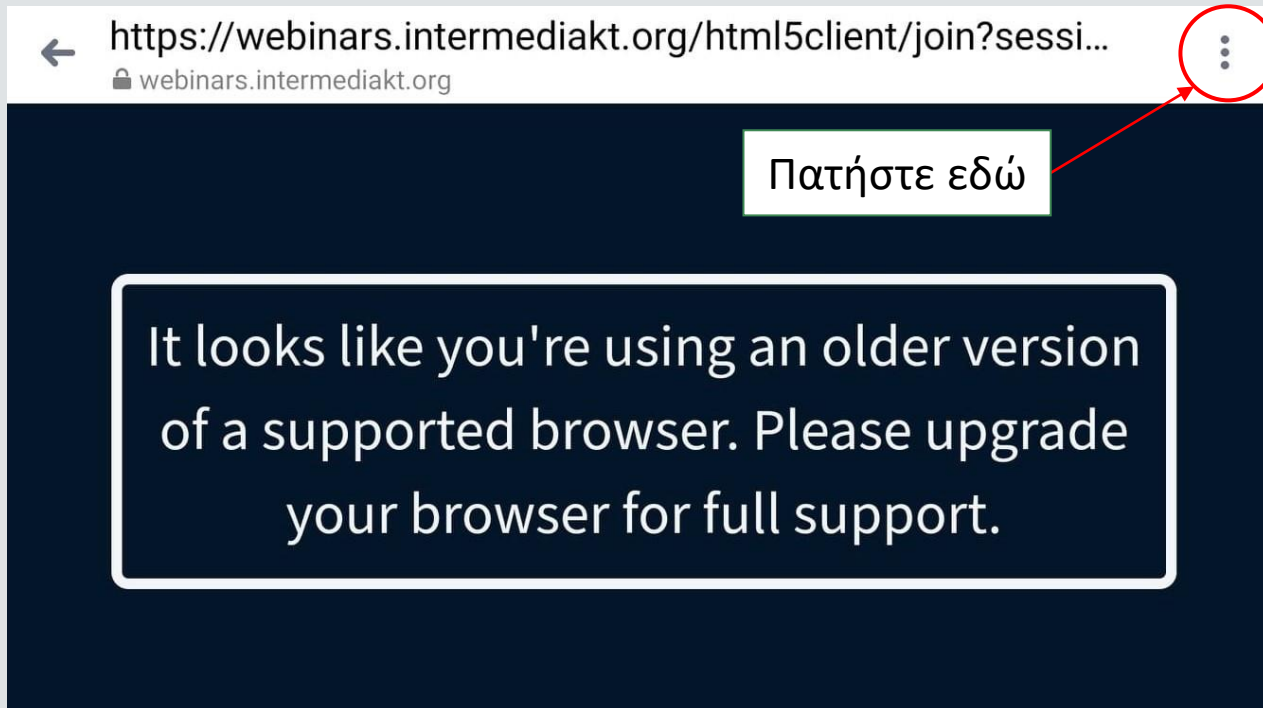 https://webinars.intermediakt.org/html5client/join?sessi...
webinars.intermediakt.org
Πατήστε εδώ
It looks like you're using an older version
of a supported browser. Please upgrade
your browser for full support.